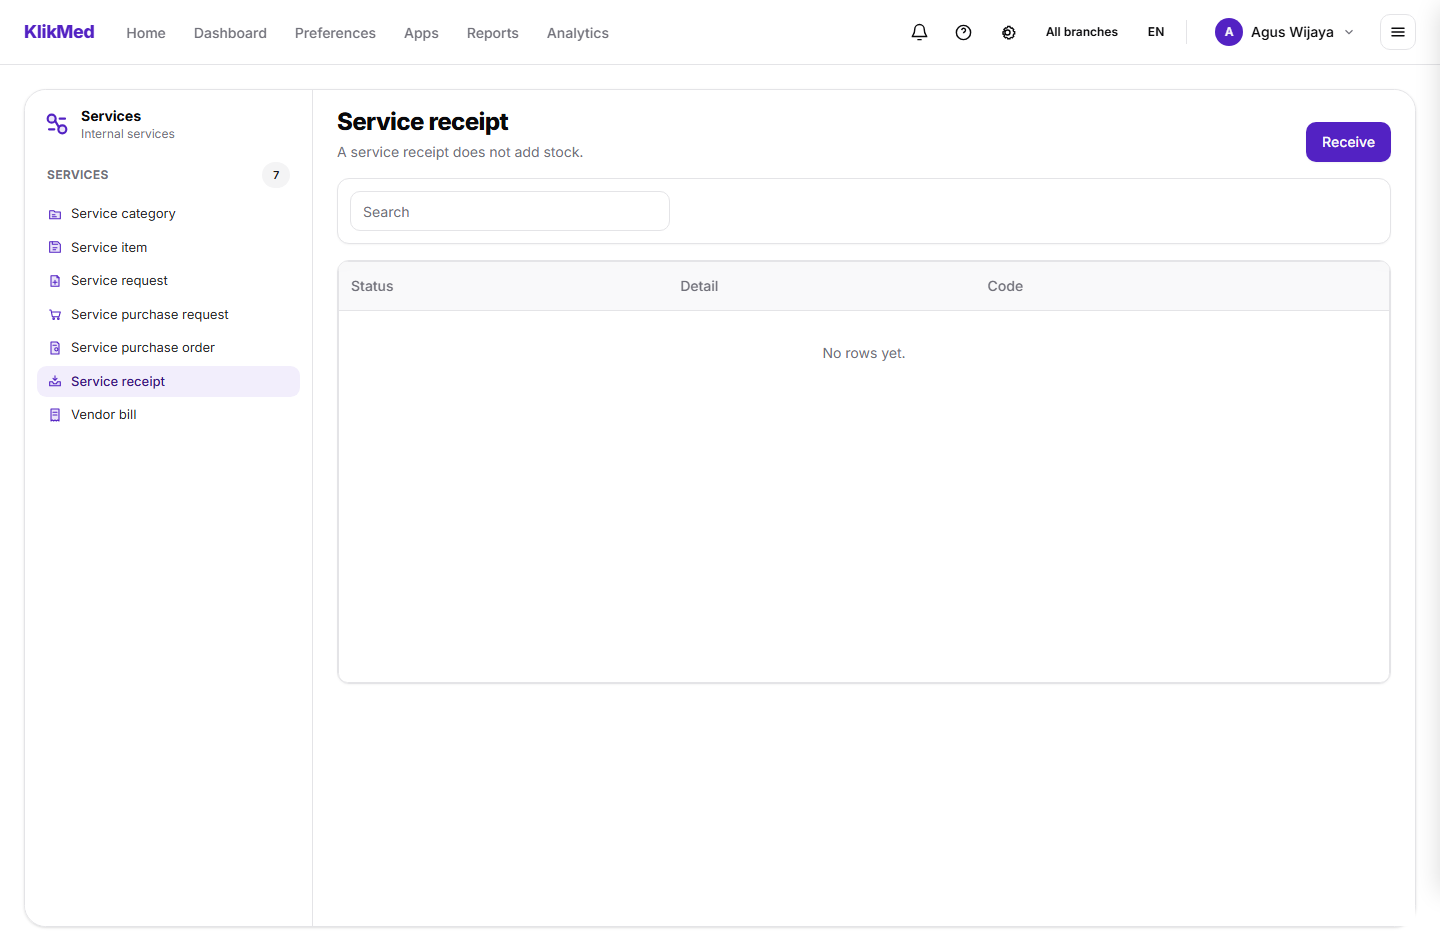 KlikMed
Home
Dashboard
Preferences
Apps
Reports
Analytics
All branches
EN
A
Agus Wijaya
Services
Internal services
SERVICES
7
Service category
Service item
Service request
Service purchase request
Service purchase order
Service receipt
Vendor bill
Service receipt
A service receipt does not add stock.
Receive
Search
Status
Detail
Code
No rows yet.